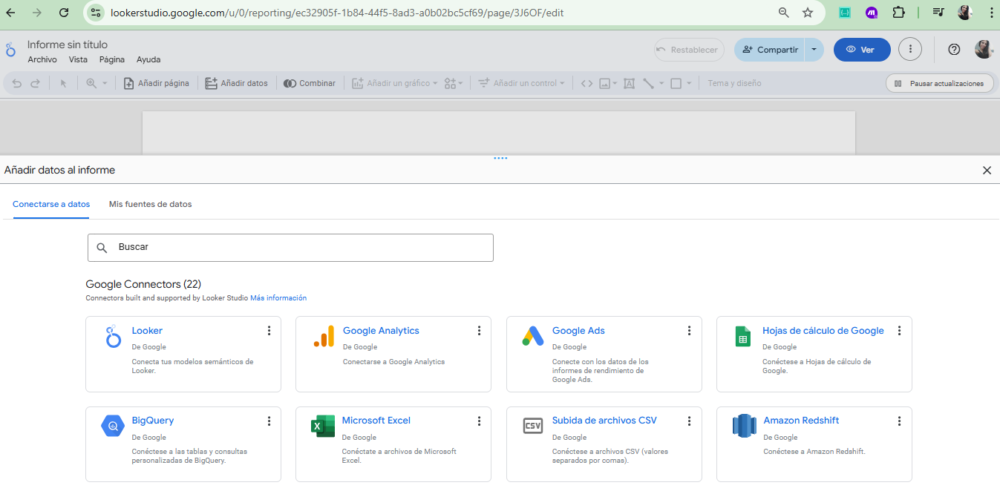 lookerstudio.google.com/u/0/reporting/ec32905f-1b84-44f5-8ad3-a0b02bc5cf69/page/3J6OF/edit
Informe sin título
Archivo Vista Página Ayuda
Restablecer
Compartir
Ver
Añadir página
Añadir datos
Combinar
Añadir un gráfico
Añadir un control
Tema y diseño
Pausar actualizaciones
Añadir datos al informe
Conectarse a datos
Mis fuentes de datos
Buscar
Google Connectors (22)
Connectors built and supported by Looker Studio Más información
Looker
De Google
Conecta tus modelos semánticos de
Looker.
Google Analytics
De Google
Conectarse a Google Analytics
Google Ads
De Google
Conecte con los datos de los
informes de rendimiento de
Google Ads.
Hojas de cálculo de Google
De Google
Conéctese a Hojas de cálculo de
Google.
BigQuery
De Google
Conéctese a las tablas y consultas
personalizadas de BigQuery.
X
Microsoft Excel
De Google
Conéctate a archivos de Microsoft
Excel.
CSV
Subida de archivos CSV
De Google
Conéctese a archivos CSV (valores
separados por comas).
Amazon Redshift
De Google
Conéctese a Amazon Redshift.